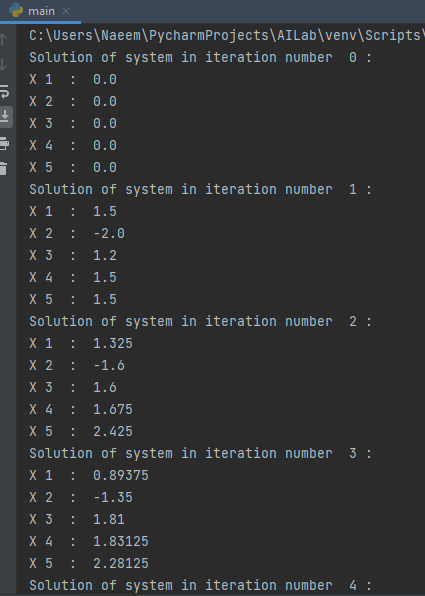 main
C:\Users\Naeem\PycharmProjects\AILab\venv\Scripts\
Solution of system in iteration number  0 :
X 1  :  0.0
X 2  :  0.0
X 3  :  0.0
X 4  :  0.0
X 5  :  0.0
Solution of system in iteration number  1 :
X 1  :  1.5
X 2  :  -2.0
X 3  :  1.2
X 4  :  1.5
X 5  :  1.5
Solution of system in iteration number  2 :
X 1  :  1.325
X 2  :  -1.6
X 3  :  1.6
X 4  :  1.675
X 5  :  2.425
Solution of system in iteration number  3 :
X 1  :  0.89375
X 2  :  -1.35
X 3  :  1.81
X 4  :  1.83125
X 5  :  2.28125
Solution of system in iteration number  4 :